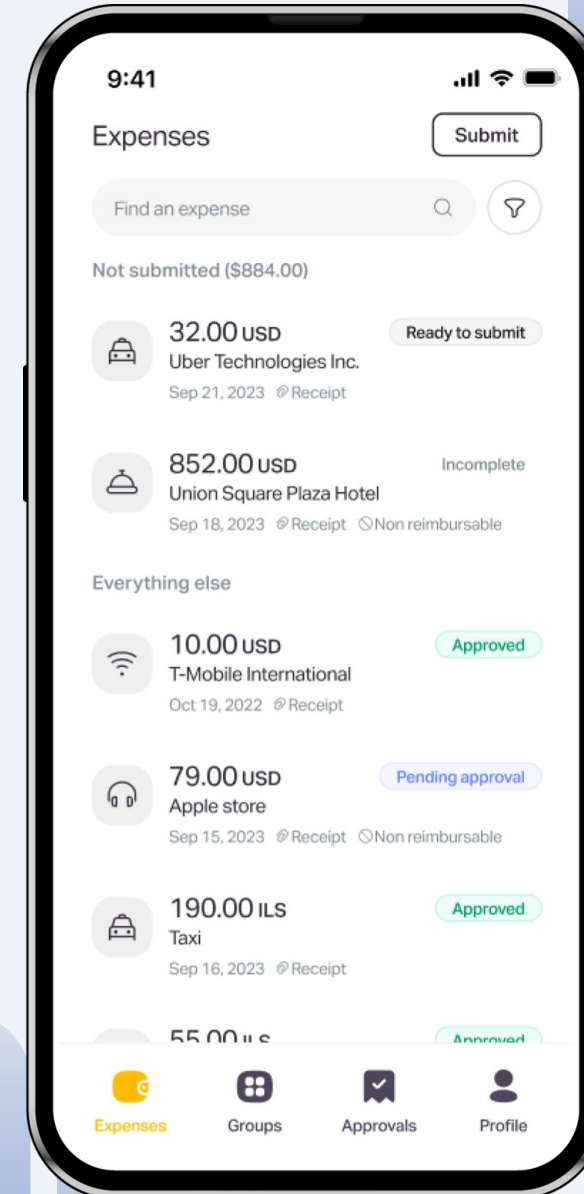 9:41
Expenses
Submit
Find an expense
Not submitted ($884.00)
32.00 USD
Ready to submit
Uber Technologies Inc.
Sep 21, 2023 Receipt
852.00 USD
Incomplete
Union Square Plaza Hotel
Sep 18, 2023 Receipt Non reimbursable
Everything else
10.00 USD
Approved
T-Mobile International
Oct 19, 2022 Receipt
79.00 USD
Pending approval
Apple store
Sep 15, 2023 Receipt Non reimbursable
190.00 ILS
Approved
Taxi
Sep 16, 2023 Receipt
55.00 ILS
Approved
Expenses Groups Approvals Profile